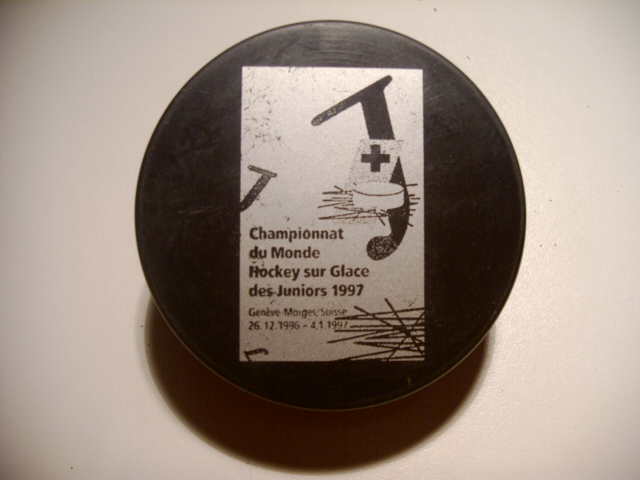 Championnat
du Monde
Hockey sur Glace
des Juniors 1997
Genève-Morges, Suisse
26.12.1996 - 4.1.1997